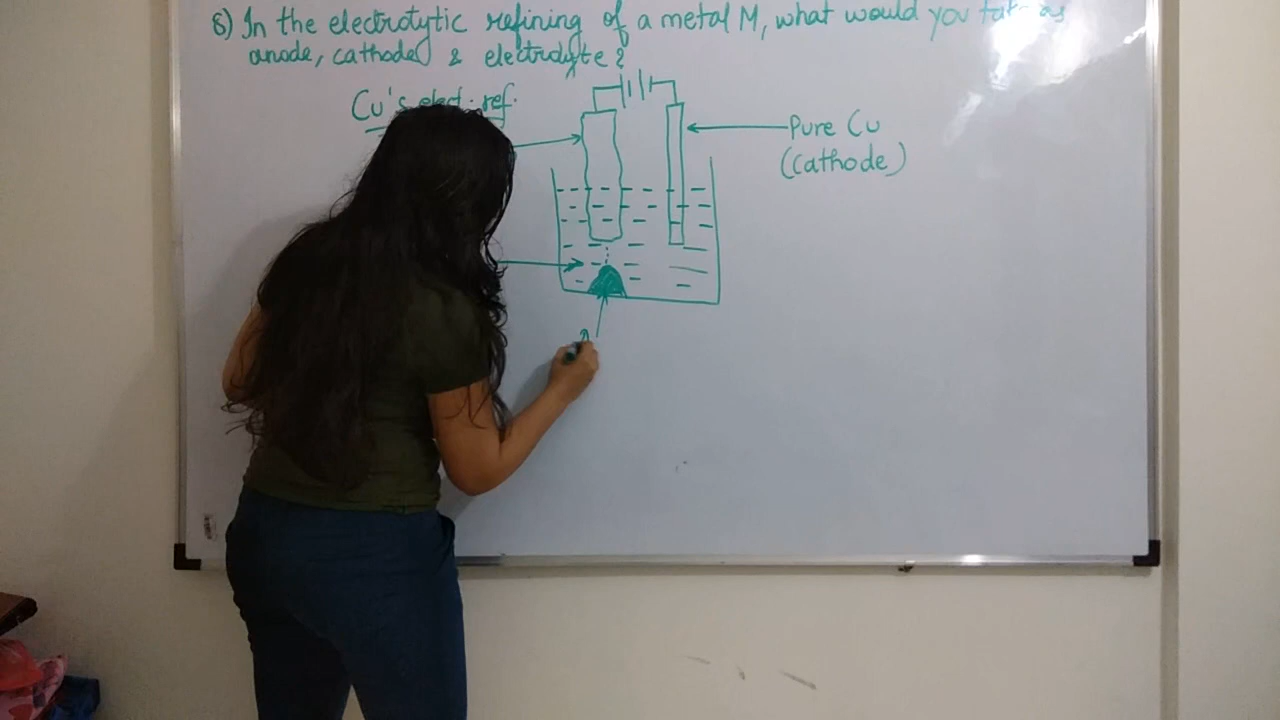 8) In the electrolytic refining of a metal M, what would you take as
anode, cathode & electrolyte?
Cu's elect. ref.
Pure Cu
(cathode)